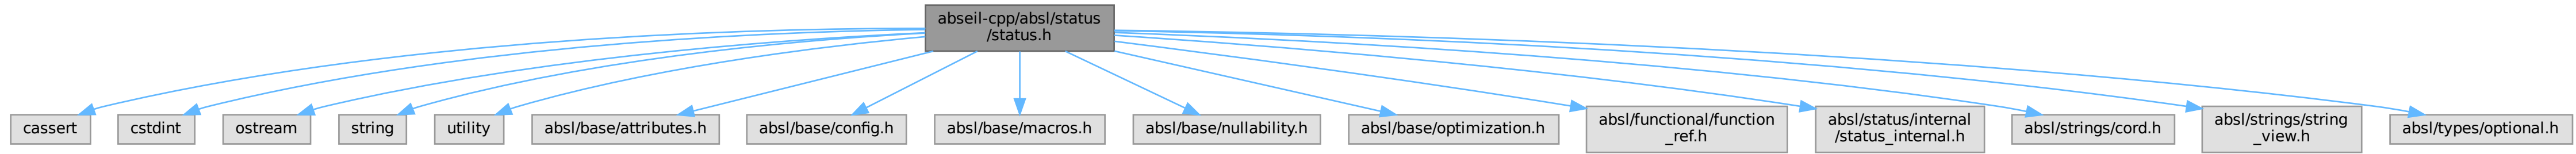 abseil-cpp/absl/status
/status.h
cassert
cstdint
ostream
string
utility
absl/base/attributes.h
absl/base/config.h
absl/base/macros.h
absl/base/nullability.h
absl/base/optimization.h
absl/functional/function
_ref.h
absl/status/internal
/status_internal.h
absl/strings/cord.h
absl/strings/string
_view.h
absl/types/optional.h